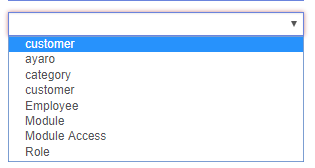 customer
ayaro
category
customer
Employee
Module
Module Access
Role